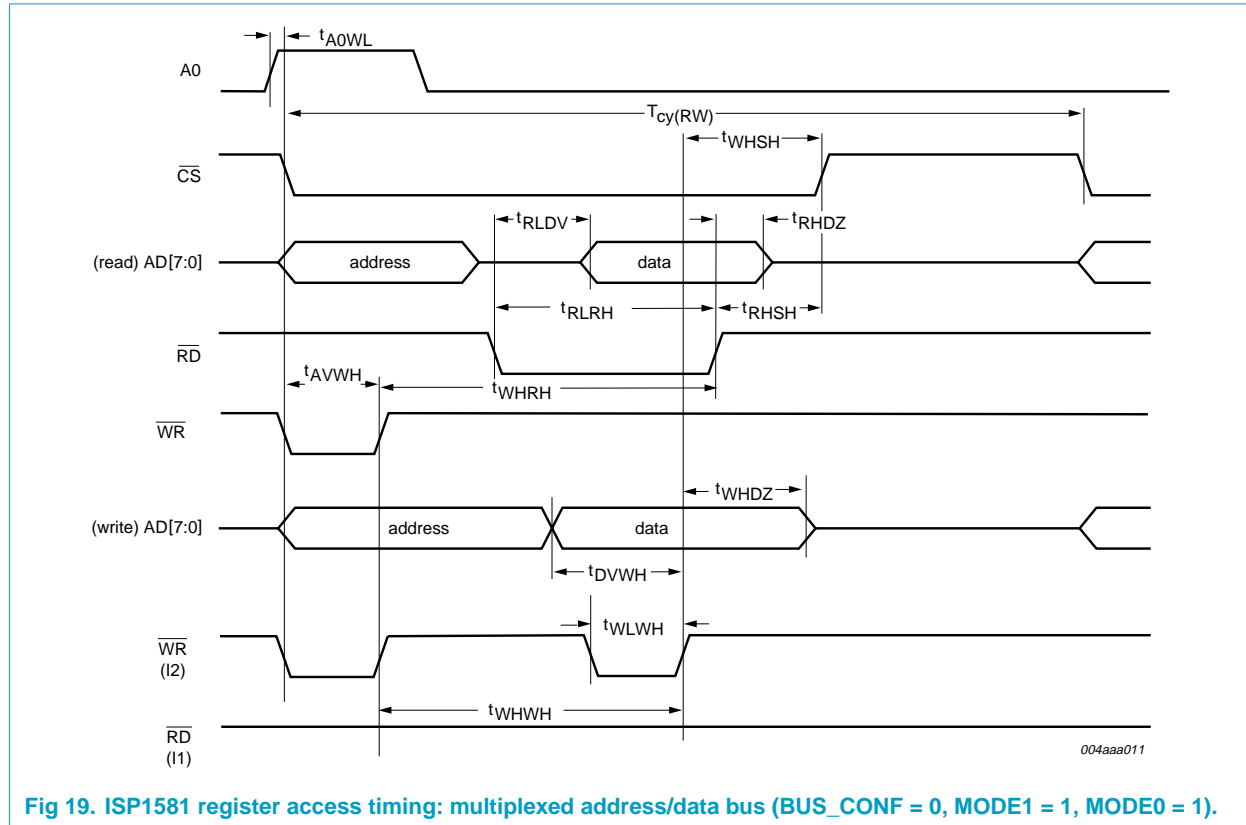 tA0WL
A0
Tcy(RW)
tWHSH
CS
tRLDV
tRHDZ
(read) AD[7:0]
address
data
tRLRH
tRHSH
RD
tAVWH
tWHRH
WR
tWHDZ
(write) AD[7:0]
address
data
tDVWH
tWLWH
WR
(I2)
tWHWH
RD
(I1)
004aaa011
Fig 19. ISP1581 register access timing: multiplexed address/data bus (BUS_CONF = 0, MODE1 = 1, MODE0 = 1).